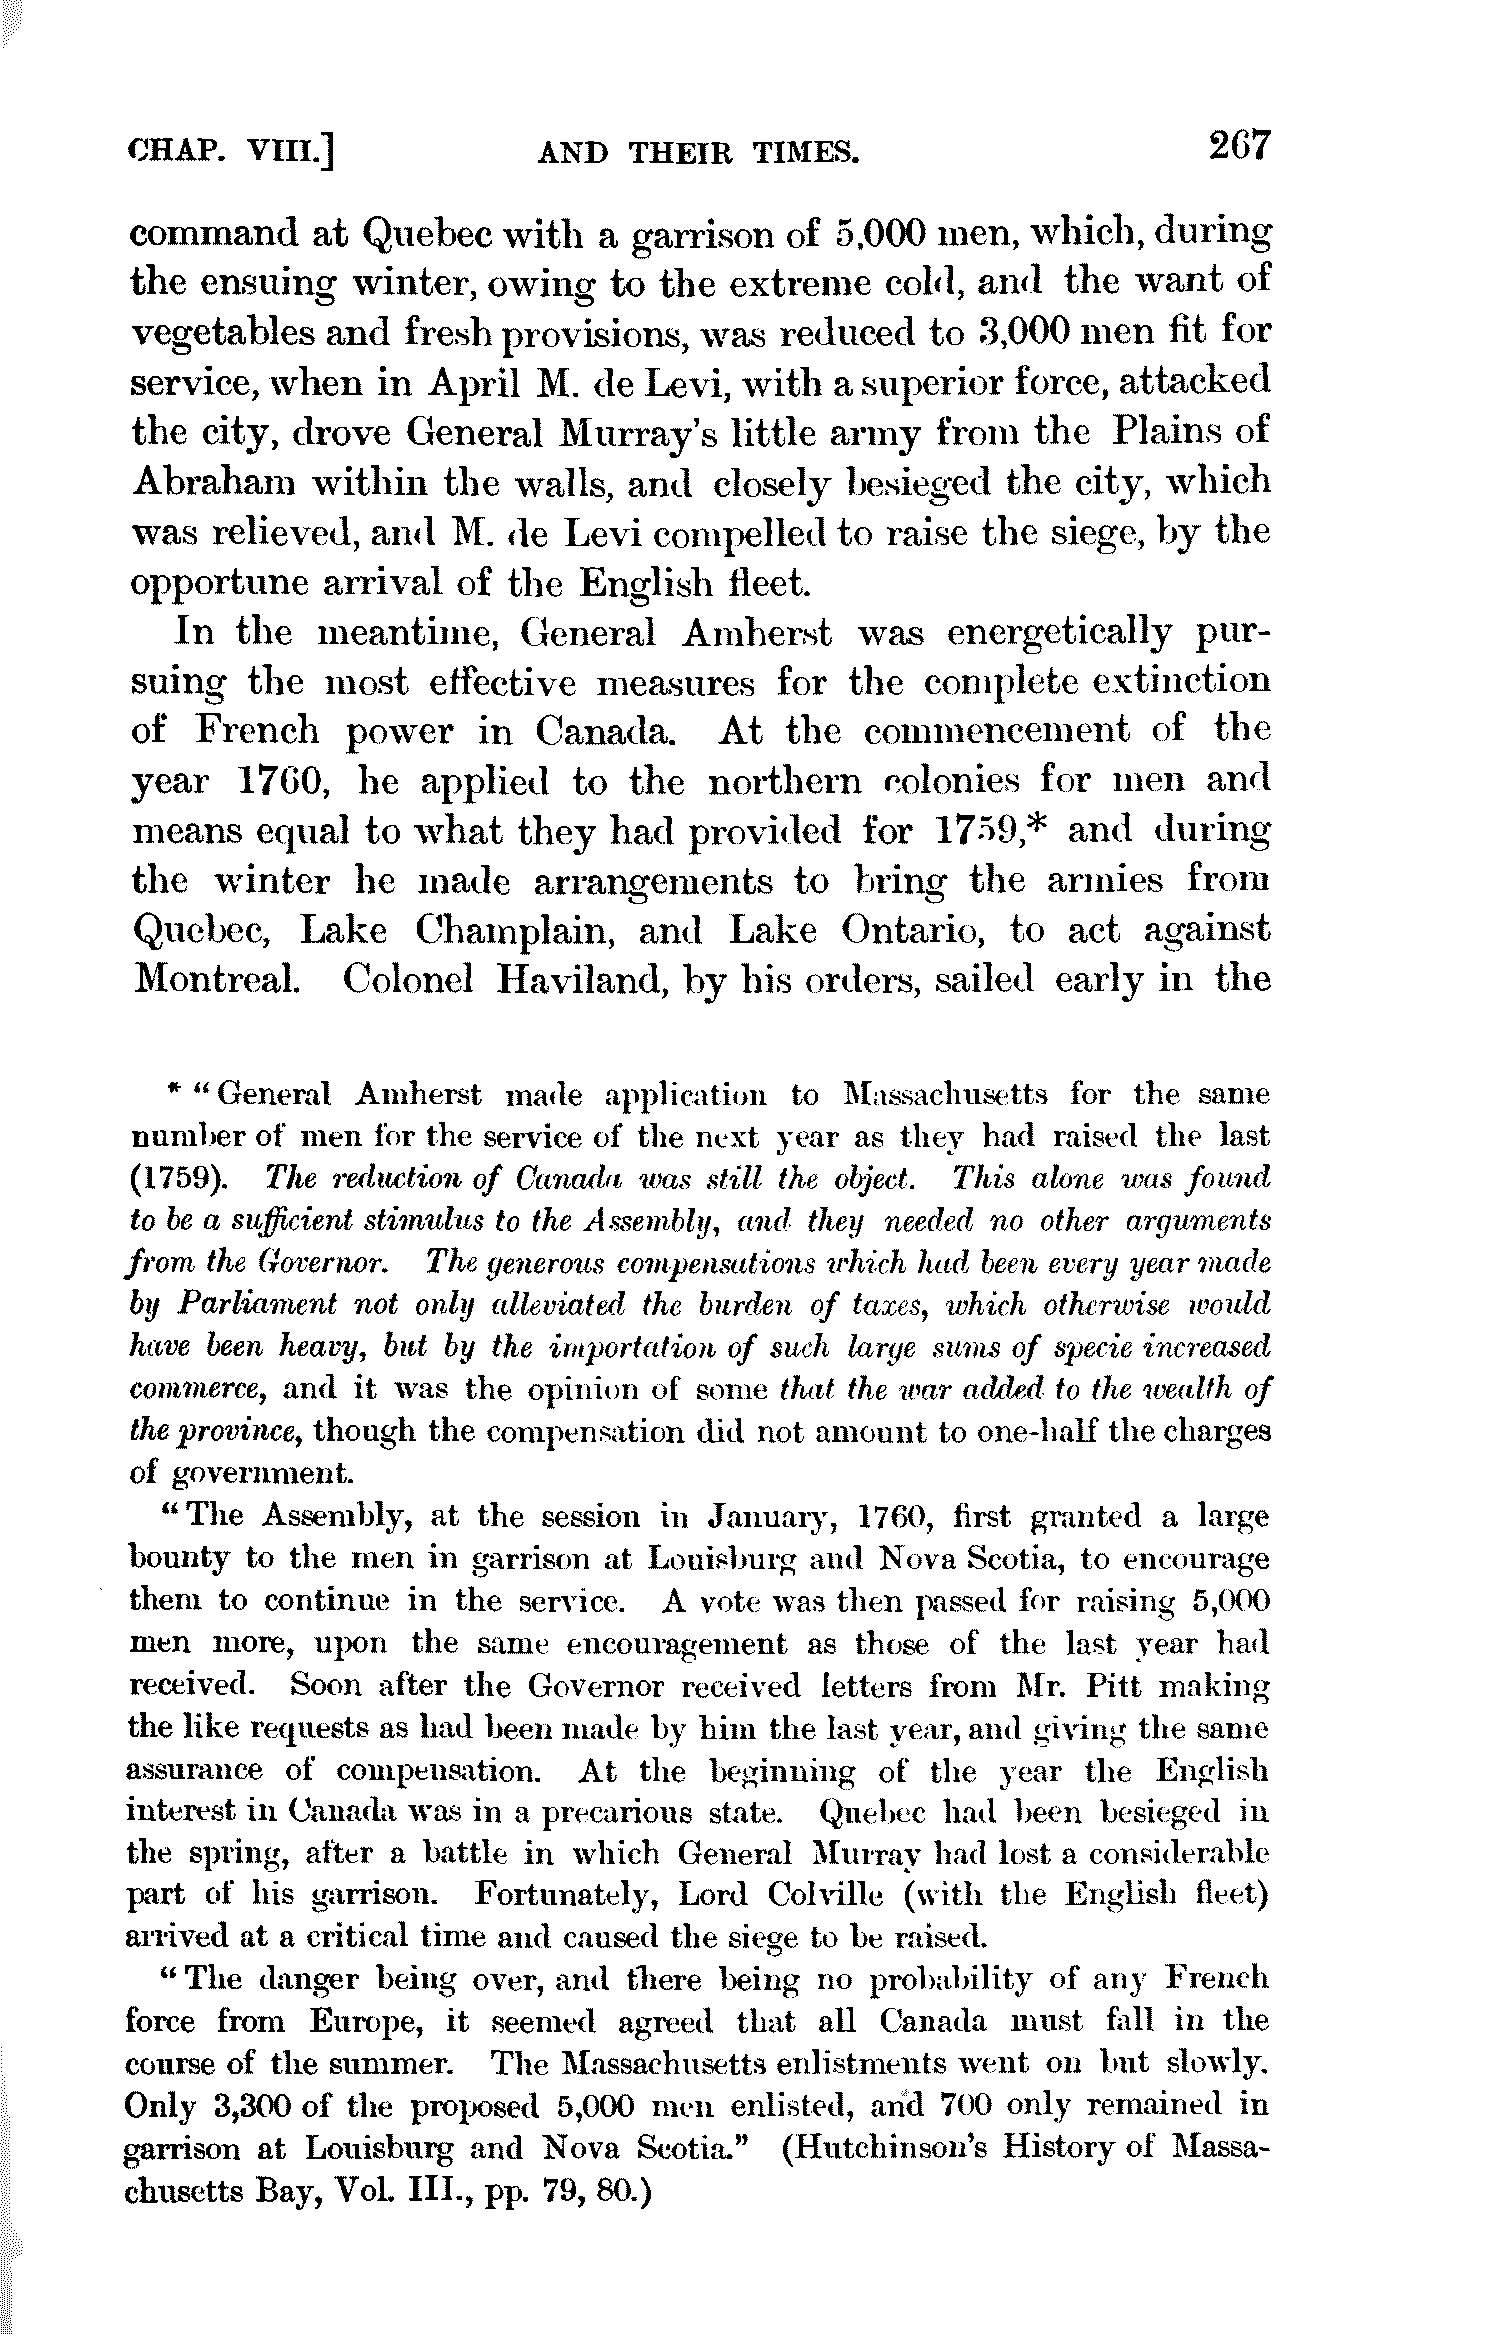 CHAP. VIII.] AND THEIR TIMES. 267
command at Quebec with a garrison of 5,000 men, which, during
the ensuing winter, owing to the extreme cold, and the want of
vegetables and fresh provisions, was reduced to 3,000 men fit for
service, when in April M. de Levi, with a superior force, attacked
the city, drove General Murray's little army from the Plains of
Abraham within the walls, and closely besieged the city, which
was relieved, and M. de Levi compelled to raise the siege, by the
opportune arrival of the English fleet.
In the meantime, General Amherst was energetically pur-
suing the most effective measures for the complete extinction
of French power in Canada. At the commencement of the
year 1760, he applied to the northern colonies for men and
means equal to what they had provided for 1759,* and during
the winter he made arrangements to bring the armies from
Quebec, Lake Champlain, and Lake Ontario, to act against
Montreal. Colonel Haviland, by his orders, sailed early in the
* "General Amherst made application to Massachusetts for the same
number of men for the service of the next year as they had raised the last
(1759). The reduction of Canada was still the object. This alone was found
to be a sufficient stimulus to the Assembly, and they needed no other arguments
from the Governor. The generous compensations which had been every year made
by Parliament not only alleviated the burden of taxes, which otherwise would
have been heavy, but by the importation of such large sums of specie increased
commerce, and it was the opinion of some that the war added to the wealth of
the province, though the compensation did not amount to one-half the charges
of government.
"The Assembly, at the session in January, 1760, first granted a large
bounty to the men in garrison at Louisburg and Nova Scotia, to encourage
them to continue in the service. A vote was then passed for raising 5,000
men more, upon the same encouragement as those of the last year had
received. Soon after the Governor received letters from Mr. Pitt making
the like requests as had been made by him the last year, and giving the same
assurance of compensation. At the beginning of the year the English
interest in Canada was in a precarious state. Quebec had been besieged in
the spring, after a battle in which General Murray had lost a considerable
part of his garrison. Fortunately, Lord Colville (with the English fleet)
arrived at a critical time and caused the siege to be raised.
"The danger being over, and there being no probability of any French
force from Europe, it seemed agreed that all Canada must fall in the
course of the summer. The Massachusetts enlistments went on but slowly.
Only 3,300 of the proposed 5,000 men enlisted, and 700 only remained in
garrison at Louisburg and Nova Scotia." (Hutchinson's History of Massa-
chusetts Bay, Vol. III., pp. 79, 80.)